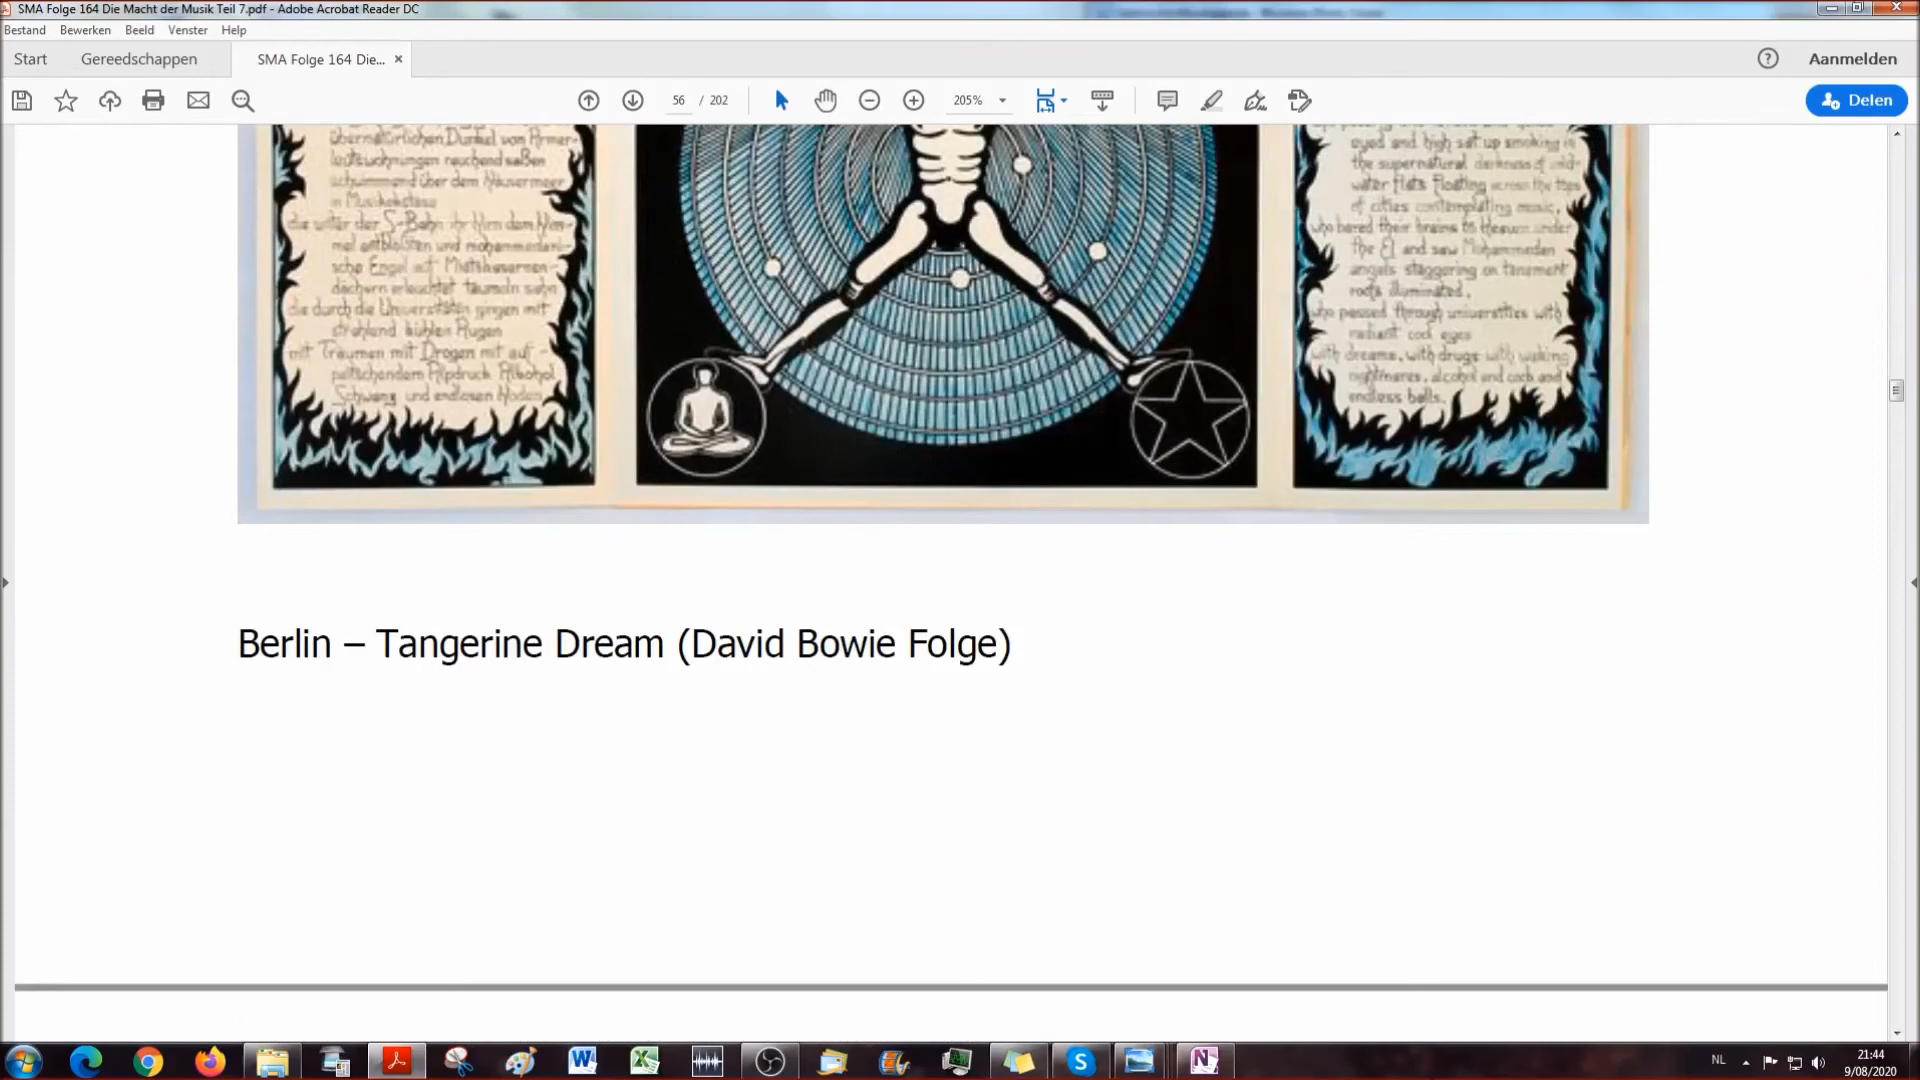 SMA Folge 164 Die Macht der Musik Teil 7.pdf - Adobe Acrobat Reader DC
Bestand Bewerken Beeld Venster Help
Start Gereedschappen SMA Folge 164 Die... Aanmelden
56 / 202 205% Delen
übernatürlichen Dunkel von Armer-
leutswohnungen rauchend saßen
schwimmend über dem Häusermeer
in Musikekstase
die unter der S-Bahn ihr Hirn dem Him-
mel entblößten und mohammedani-
sche Engel auf Mietskasernen-
dächern erleuchtet taumeln sahn
die durch die Universitäten gingen mit
strahlend kühlen Augen
mit Träumen mit Drogen mit auf-
peitschendem Alpdruck Alkohol
Schwanz und endlosen Hoden
eyed and high sat up smoking in
the supernatural darkness of cold-
water flats floating across the tops
of cities contemplating music,
who bared their brains to Heaven under
the El and saw Mohammedan
angels staggering on tenement
roofs illuminated,
who passed through universities with
radiant cool eyes
with dreams, with drugs with waking
nightmares, alcohol and cock and
endless balls.
Berlin – Tangerine Dream (David Bowie Folge)
NL 21:44
9/08/2020